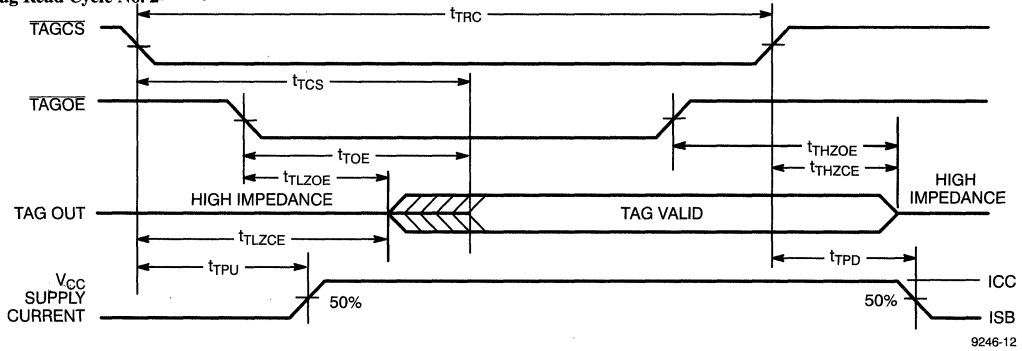 ag Read Cycle No. 2
tTRC
TAGCS
tTCS
TAGOE
tTOE
tTHZOE
tTLZOE
tTHZCE
HIGH IMPEDANCE
HIGH IMPEDANCE
TAG OUT
TAG VALID
tTLZCE
tTPU
tTPD
VCC
SUPPLY
CURRENT
50%
50%
ICC
ISB
9246-12